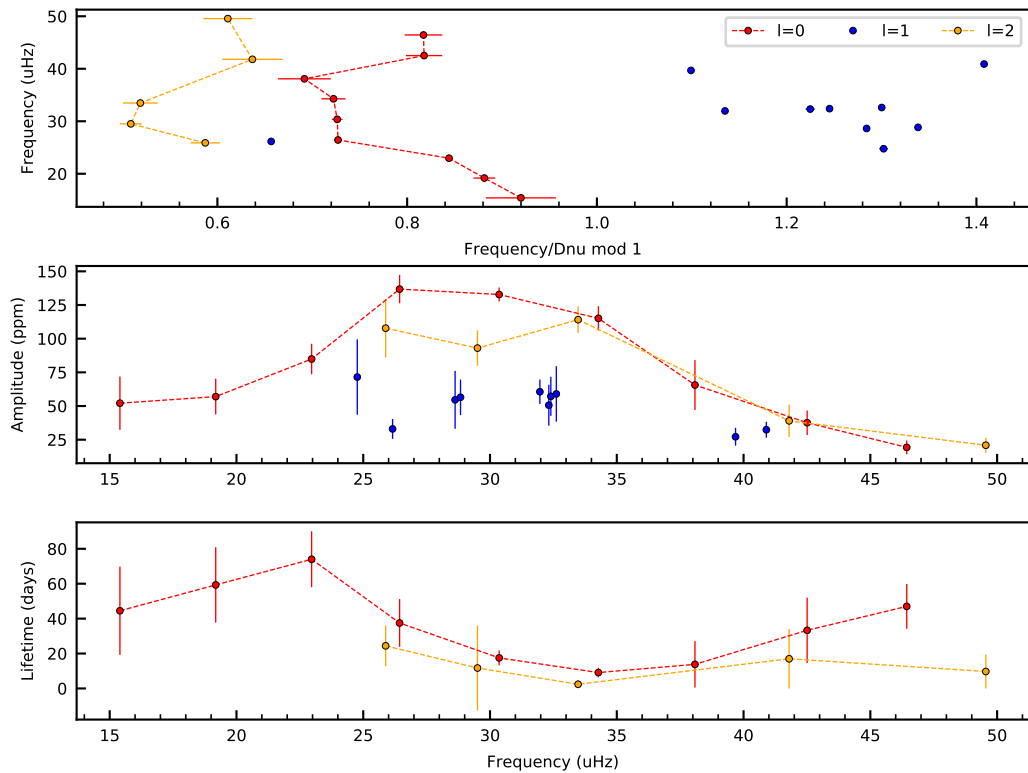 50
40
30
20
Frequency (uHz)
l=0 l=1 l=2
0.6 0.8 1.0 1.2 1.4
Frequency/Dnu mod 1
150
125
100
75
50
25
Amplitude (ppm)
15 20 25 30 35 40 45 50
80
60
40
20
0
Lifetime (days)
15 20 25 30 35 40 45 50
Frequency (uHz)